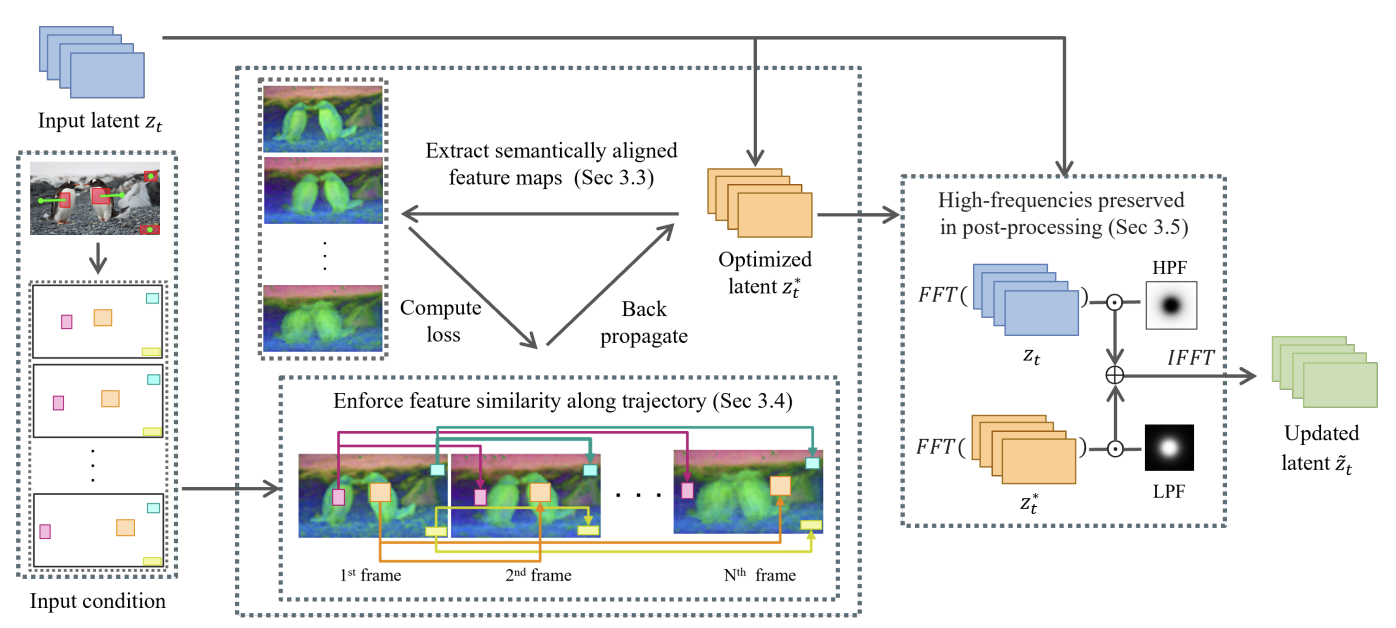 Input latent z_t
Input condition
Extract semantically aligned
feature maps (Sec 3.3)
Compute
loss
Back
propagate
Optimized
latent z_t^*
Enforce feature similarity along trajectory (Sec 3.4)
1st frame
2nd frame
Nth frame
High-frequencies preserved
in post-processing (Sec 3.5)
FFT( )
z_t
HPF
IFFT
FFT( )
z_t^*
LPF
Updated
latent z̃_t